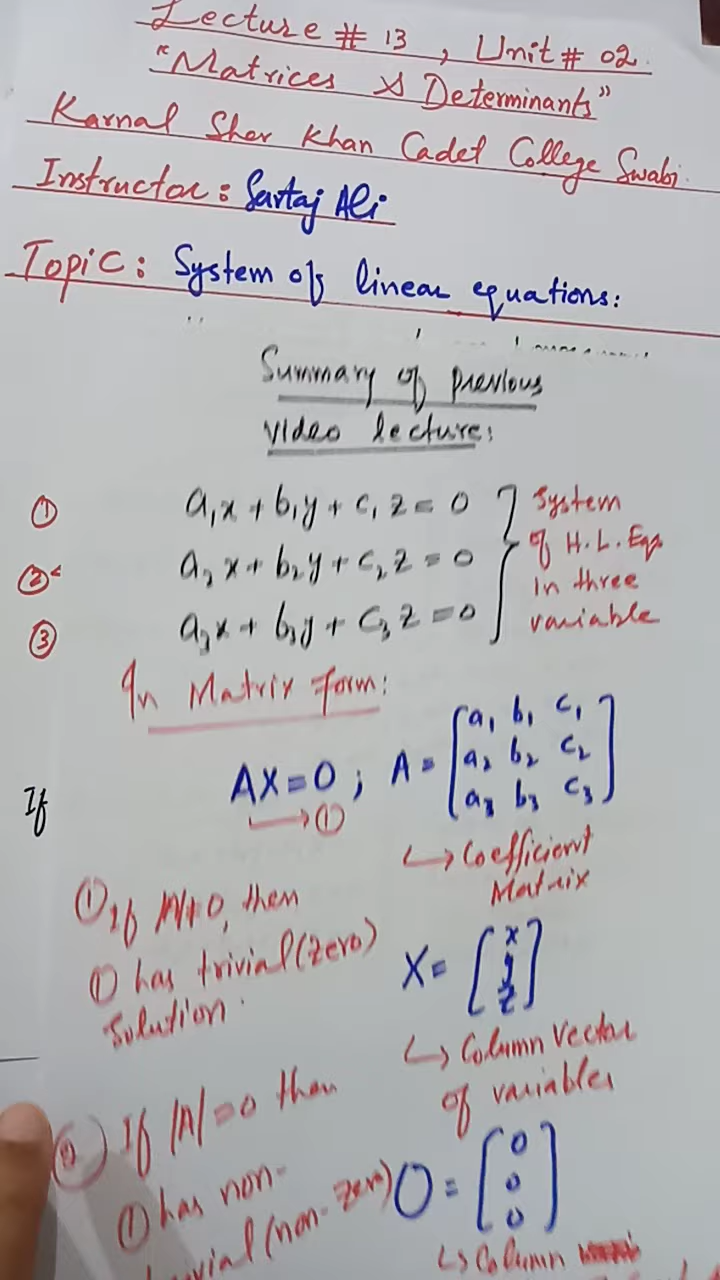 Lecture # 13, Unit # 02.
"Matrices & Determinants"
Karnal Sher Khan Cadet College Swabi.
Instructor: Sartaj Ali
Topic: System of linear equations:
Summary of previous
video lecture:
① a₁x + b₁y + c₁z = 0
② a₂x + b₂y + c₂z = 0
③ a₃x + b₃y + c₃z = 0
System
of H.L. Eqs
in three
variable
In Matrix form:
If
AX = O ; A = [a₁ b₁ c₁
a₂ b₂ c₂
a₃ b₃ c₃]
→ ①
↳ Coefficient
Matrix
① If |A| ≠ 0, then
① has trivial (zero)
solution.
X = [x
y
z]
↳ Column vector
of variables
If |A| = 0 then
① has non-
(non-zero)
O = [0
0
0]
↳ Column